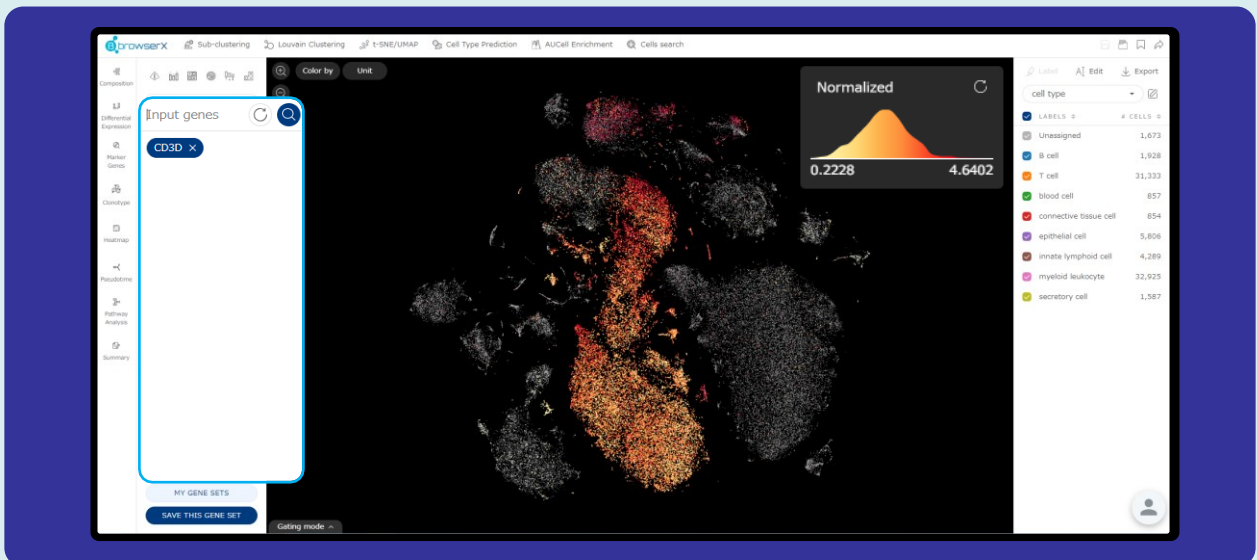 BbrowserX
Sub-clustering
Louvain Clustering
t-SNE/UMAP
Cell Type Prediction
AUCell Enrichment
Cells search
Composition
Differential
Expression
Marker
Genes
Clonotype
Heatmap
Pseudotime
Pathway
Analysis
Summary
Input genes
CD3D ×
MY GENE SETS
SAVE THIS GENE SET
Color by
Unit
Normalized
0.2228 4.6402
Gating mode
Label
Edit
Export
cell type
LABELS # CELLS
Unassigned 1,673
B cell 1,928
T cell 31,333
blood cell 857
connective tissue cell 854
epithelial cell 5,806
innate lymphoid cell 4,289
myeloid leukocyte 32,925
secretory cell 1,587